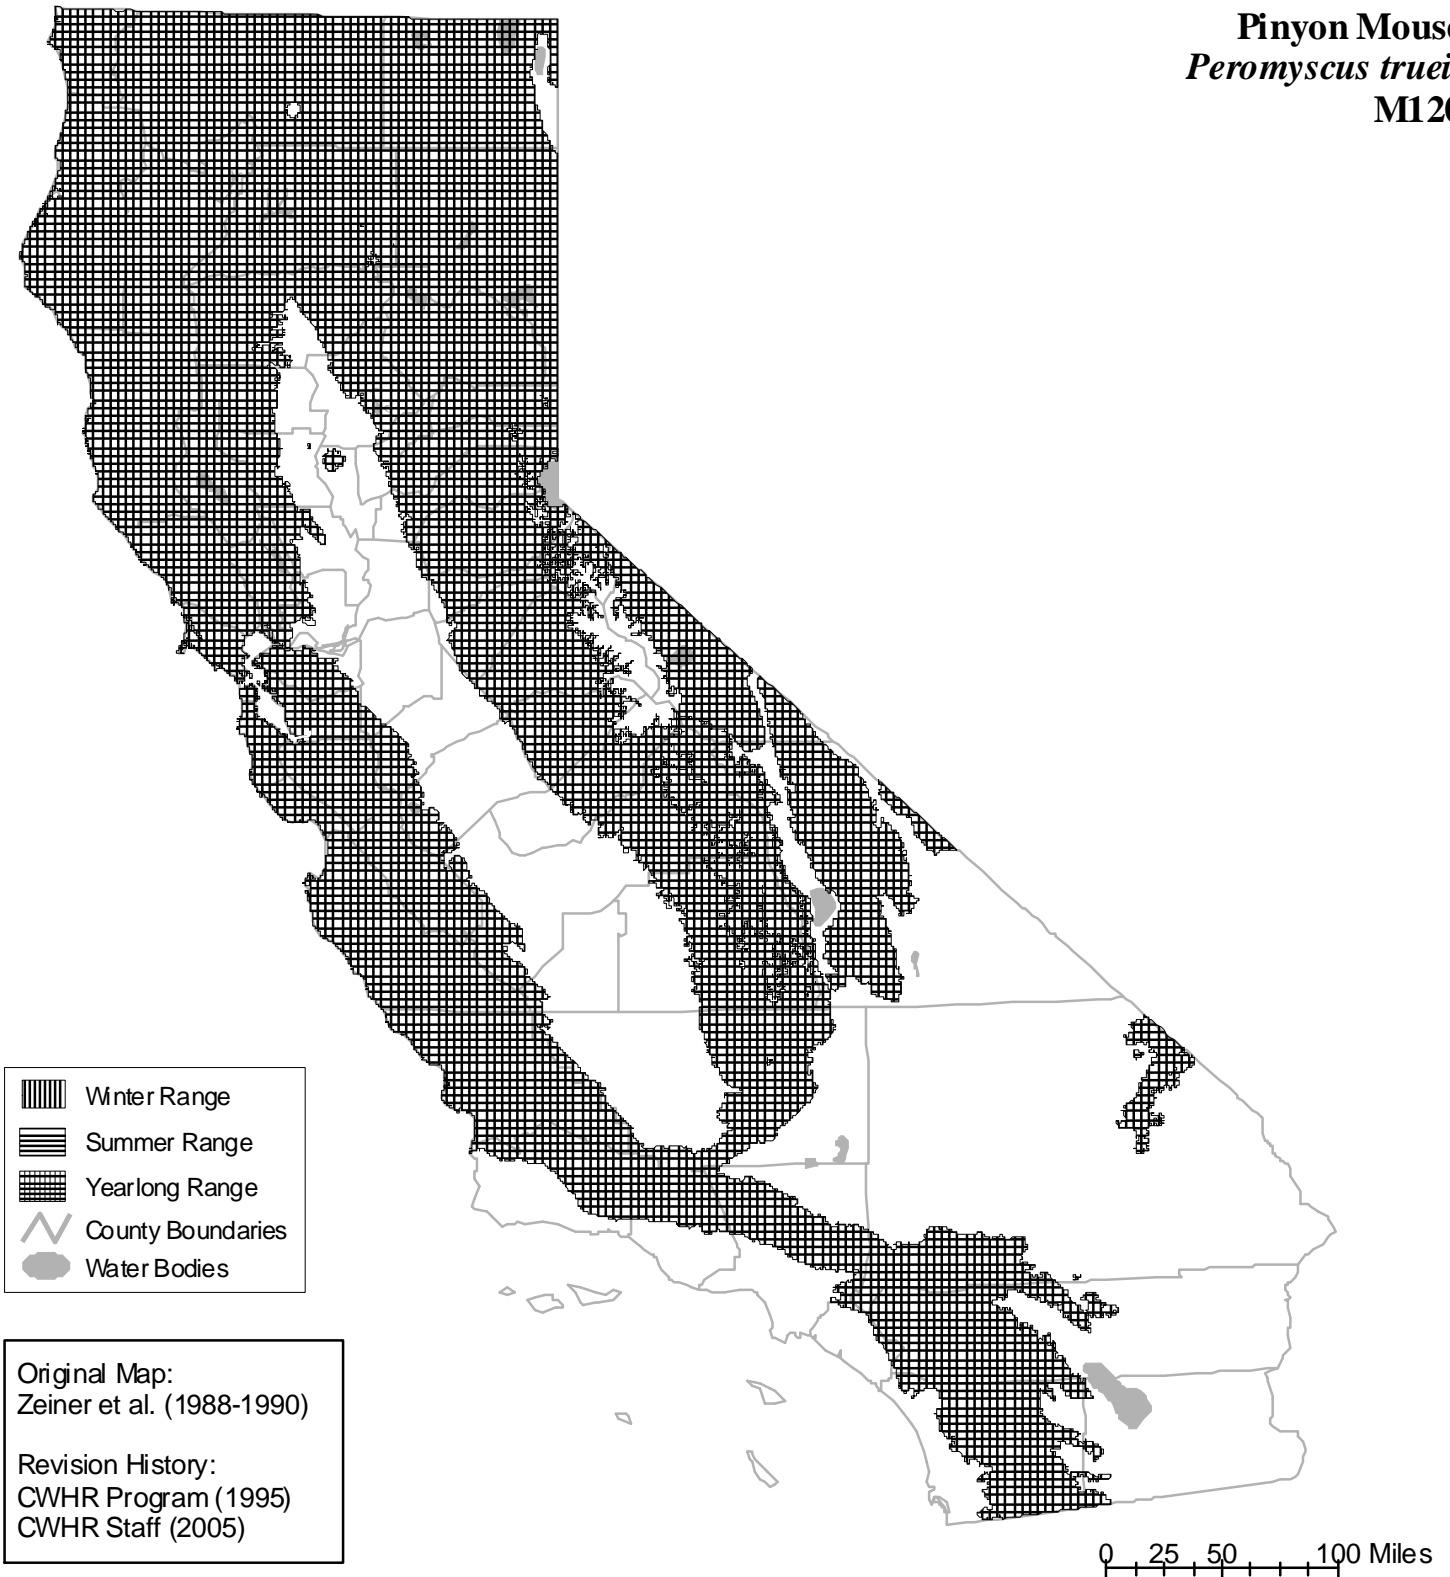 Pinyon Mouse
Peromyscus truei
M120
Winter Range
Summer Range
Yearlong Range
County Boundaries
Water Bodies
Original Map:
Zeiner et al. (1988-1990)
Revision History:
CWHR Program (1995)
CWHR Staff (2005)
0 25 50 100 Miles